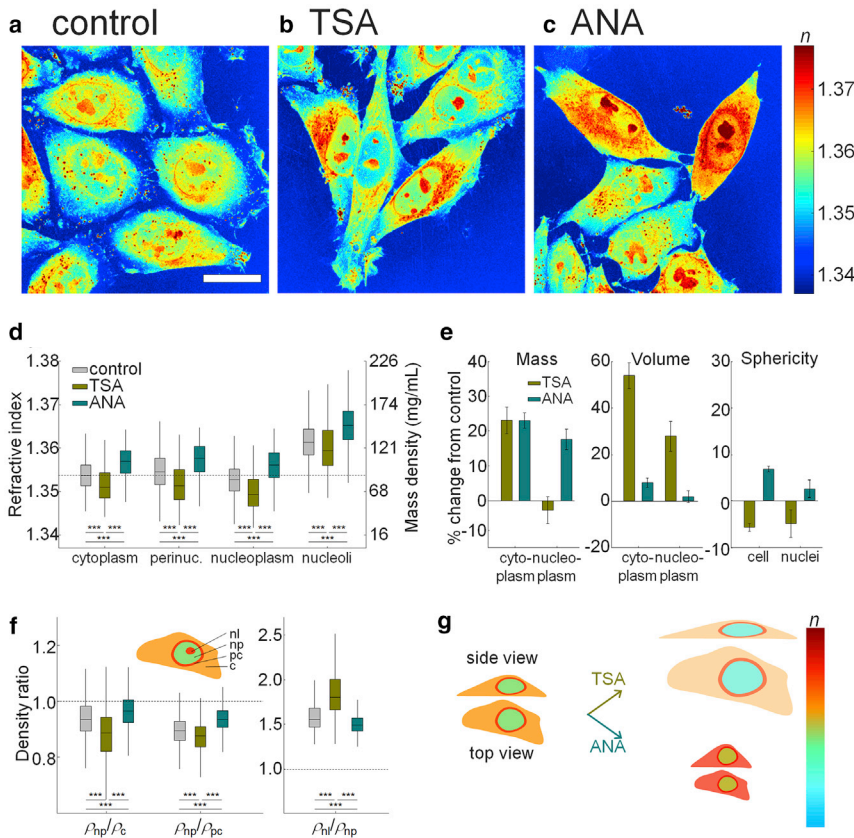 a control
b TSA
c ANA
n
1.37
1.36
1.35
1.34
d
Refractive index
1.38
1.37
1.36
1.35
1.34
control
TSA
ANA
226
174
121
68
16
Mass density (mg/mL)
*** ***
***
*** ***
***
*** ***
***
*** ***
***
cytoplasm perinuc. nucleoplasm nucleoli
e
% change from control
Mass
40
30
20
10
0
-10
TSA
ANA
cyto- nucleo-
plasm plasm
Volume
60
40
20
0
-20
cyto- nucleo-
plasm plasm
Sphericity
30
20
10
0
-10
cell nuclei
f
Density ratio
1.2
1.0
0.8
nl
np
pc
c
*** ***
***
*** ***
***
ρnp/ρc ρnp/ρpc
2.5
2.0
1.5
1.0
*** ***
***
ρnl/ρnp
g
side view
top view
TSA
ANA
n